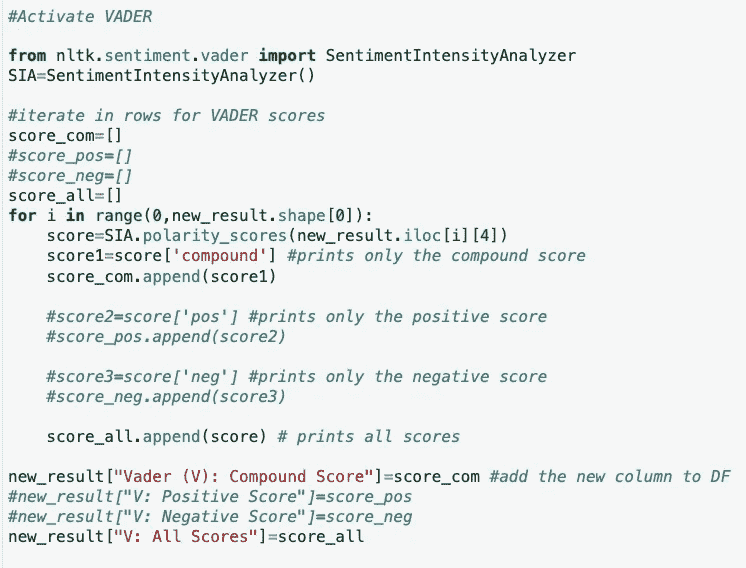 #Activate VADER
from nltk.sentiment.vader import SentimentIntensityAnalyzer
SIA=SentimentIntensityAnalyzer()
#iterate in rows for VADER scores
score_com=[]
#score_pos=[]
#score_neg=[]
score_all=[]
for i in range(0,new_result.shape[0]):
    score=SIA.polarity_scores(new_result.iloc[i][4])
    score1=score['compound'] #prints only the compound score
    score_com.append(score1)
    #score2=score['pos'] #prints only the positive score
    #score_pos.append(score2)
    #score3=score['neg'] #prints only the negative score
    #score_neg.append(score3)
    score_all.append(score) # prints all scores
new_result["Vader (V): Compound Score"]=score_com #add the new column to DF
#new_result["V: Positive Score"]=score_pos
#new_result["V: Negative Score"]=score_neg
new_result["V: All Scores"]=score_all